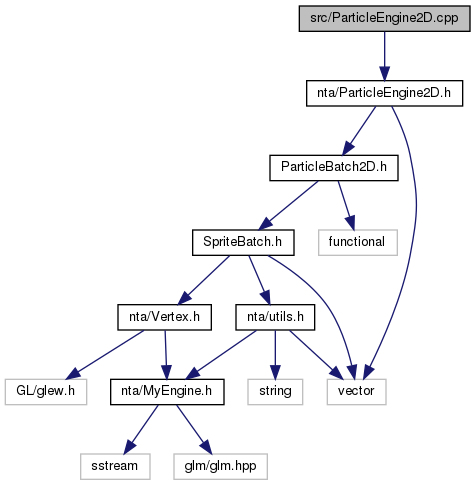 src/ParticleEngine2D.cpp
nta/ParticleEngine2D.h
ParticleBatch2D.h
SpriteBatch.h
functional
nta/Vertex.h
nta/utils.h
GL/glew.h
nta/MyEngine.h
string
vector
sstream
glm/glm.hpp